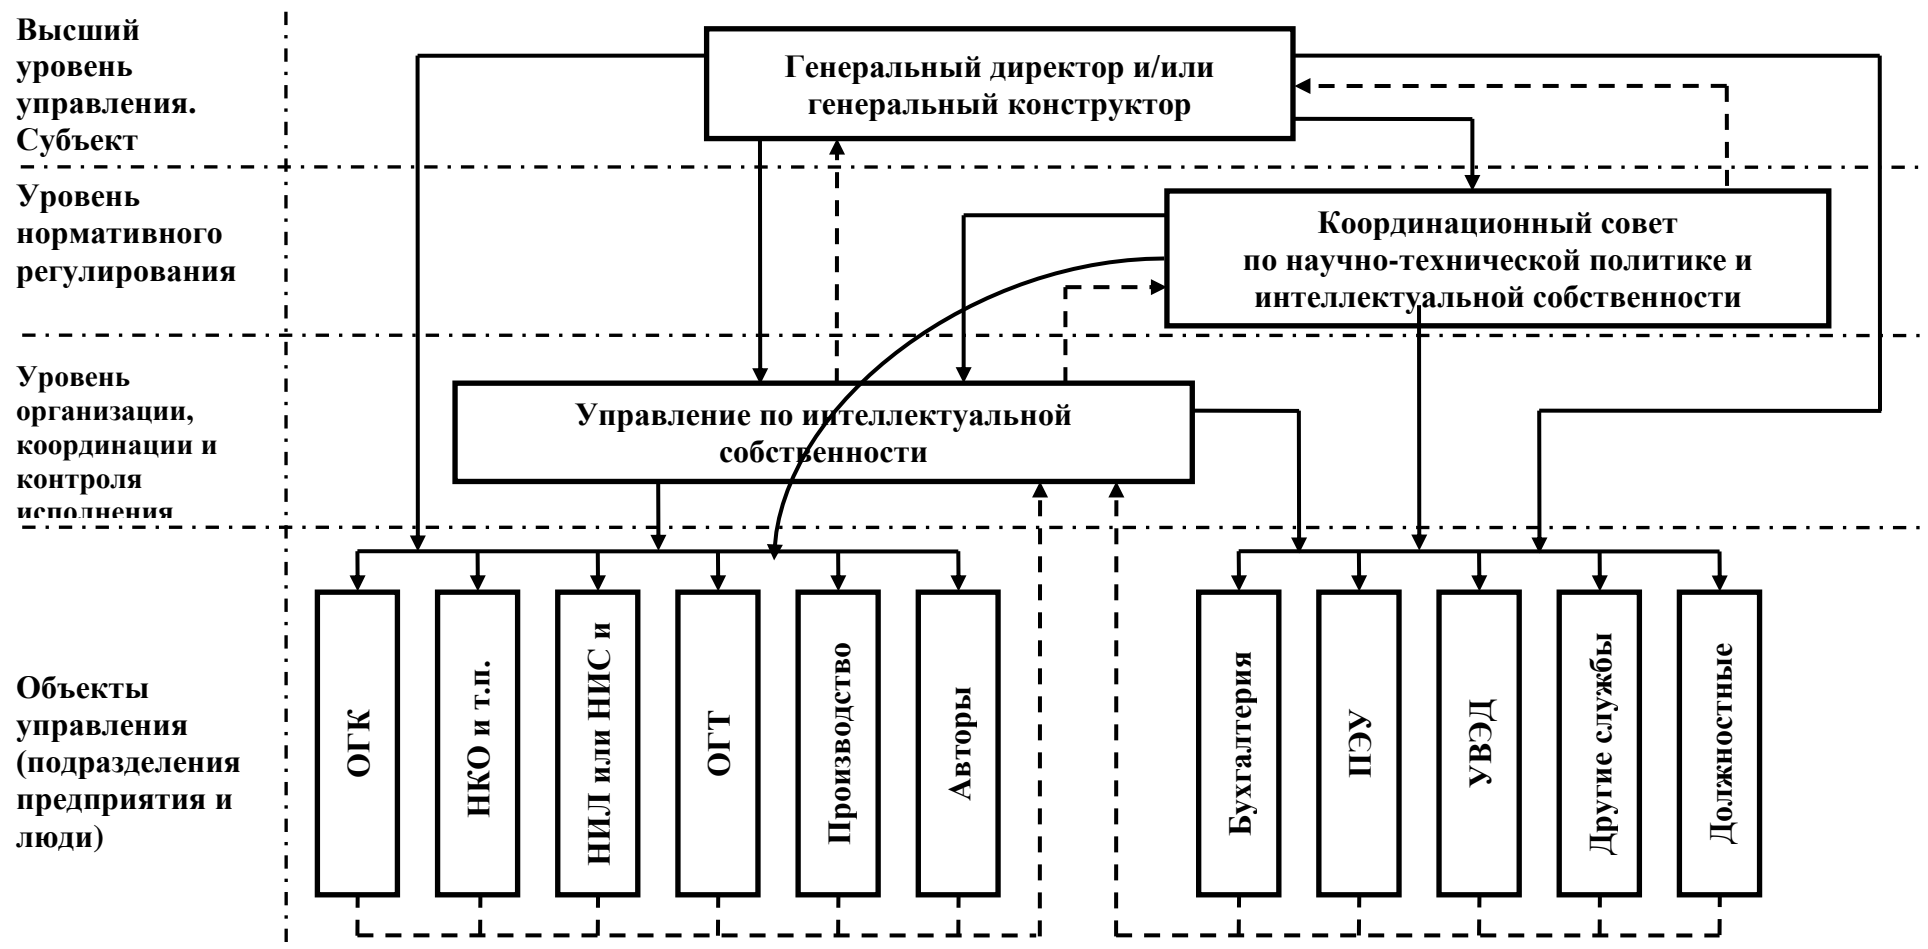 Высший
уровень
управления.
Субъект
Генеральный директор и/или
генеральный конструктор
Уровень
нормативного
регулирования
Координационный совет
по научно-технической политике и
интеллектуальной собственности
Уровень
организации,
координации и
контроля
исполнения
Управление по интеллектуальной
собственности
Объекты
управления
(подразделения
предприятия и
люди)
ОГК
НКО и т.п.
НИЛ или НИС и
ОГТ
Производство
Авторы
Бухгалтерия
ПЭУ
УВЭД
Другие службы
Должностные